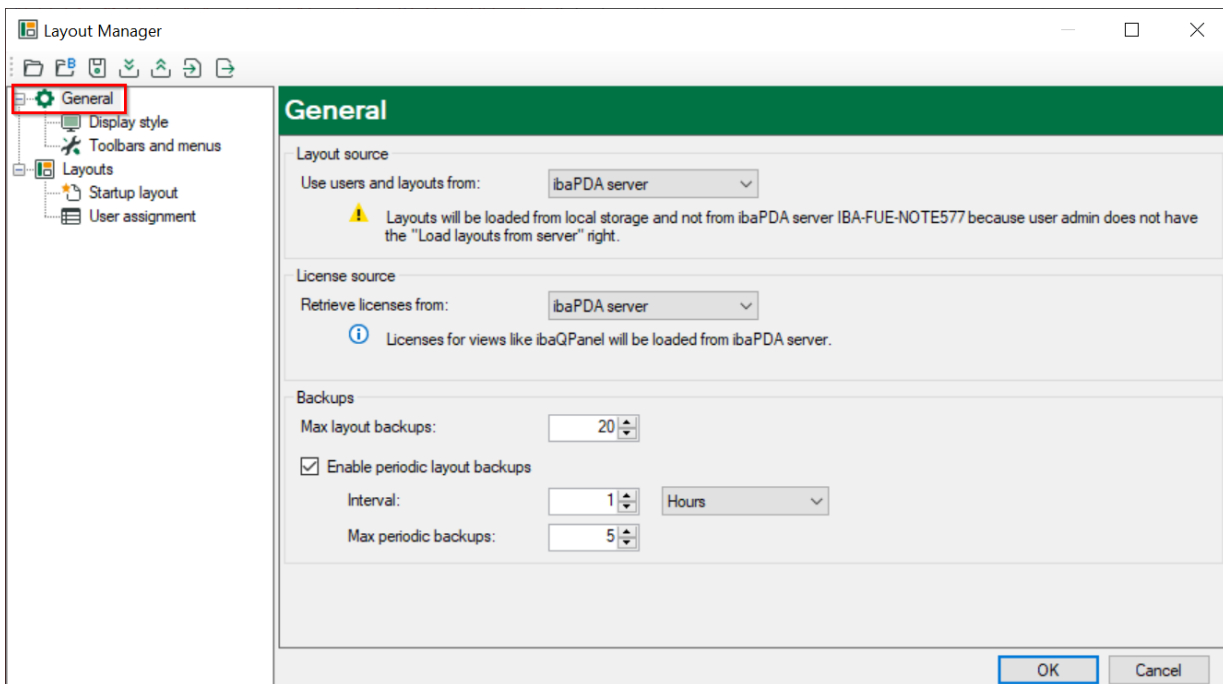 Layout Manager
General
Display style
Toolbars and menus
Layouts
Startup layout
User assignment
General
Layout source
Use users and layouts from: ibaPDA server
Layouts will be loaded from local storage and not from ibaPDA server IBA-FUE-NOTE577 because user admin does not have
the "Load layouts from server" right.
License source
Retrieve licenses from: ibaPDA server
Licenses for views like ibaQPanel will be loaded from ibaPDA server.
Backups
Max layout backups: 20
Enable periodic layout backups
Interval: 1 Hours
Max periodic backups: 5
OK Cancel